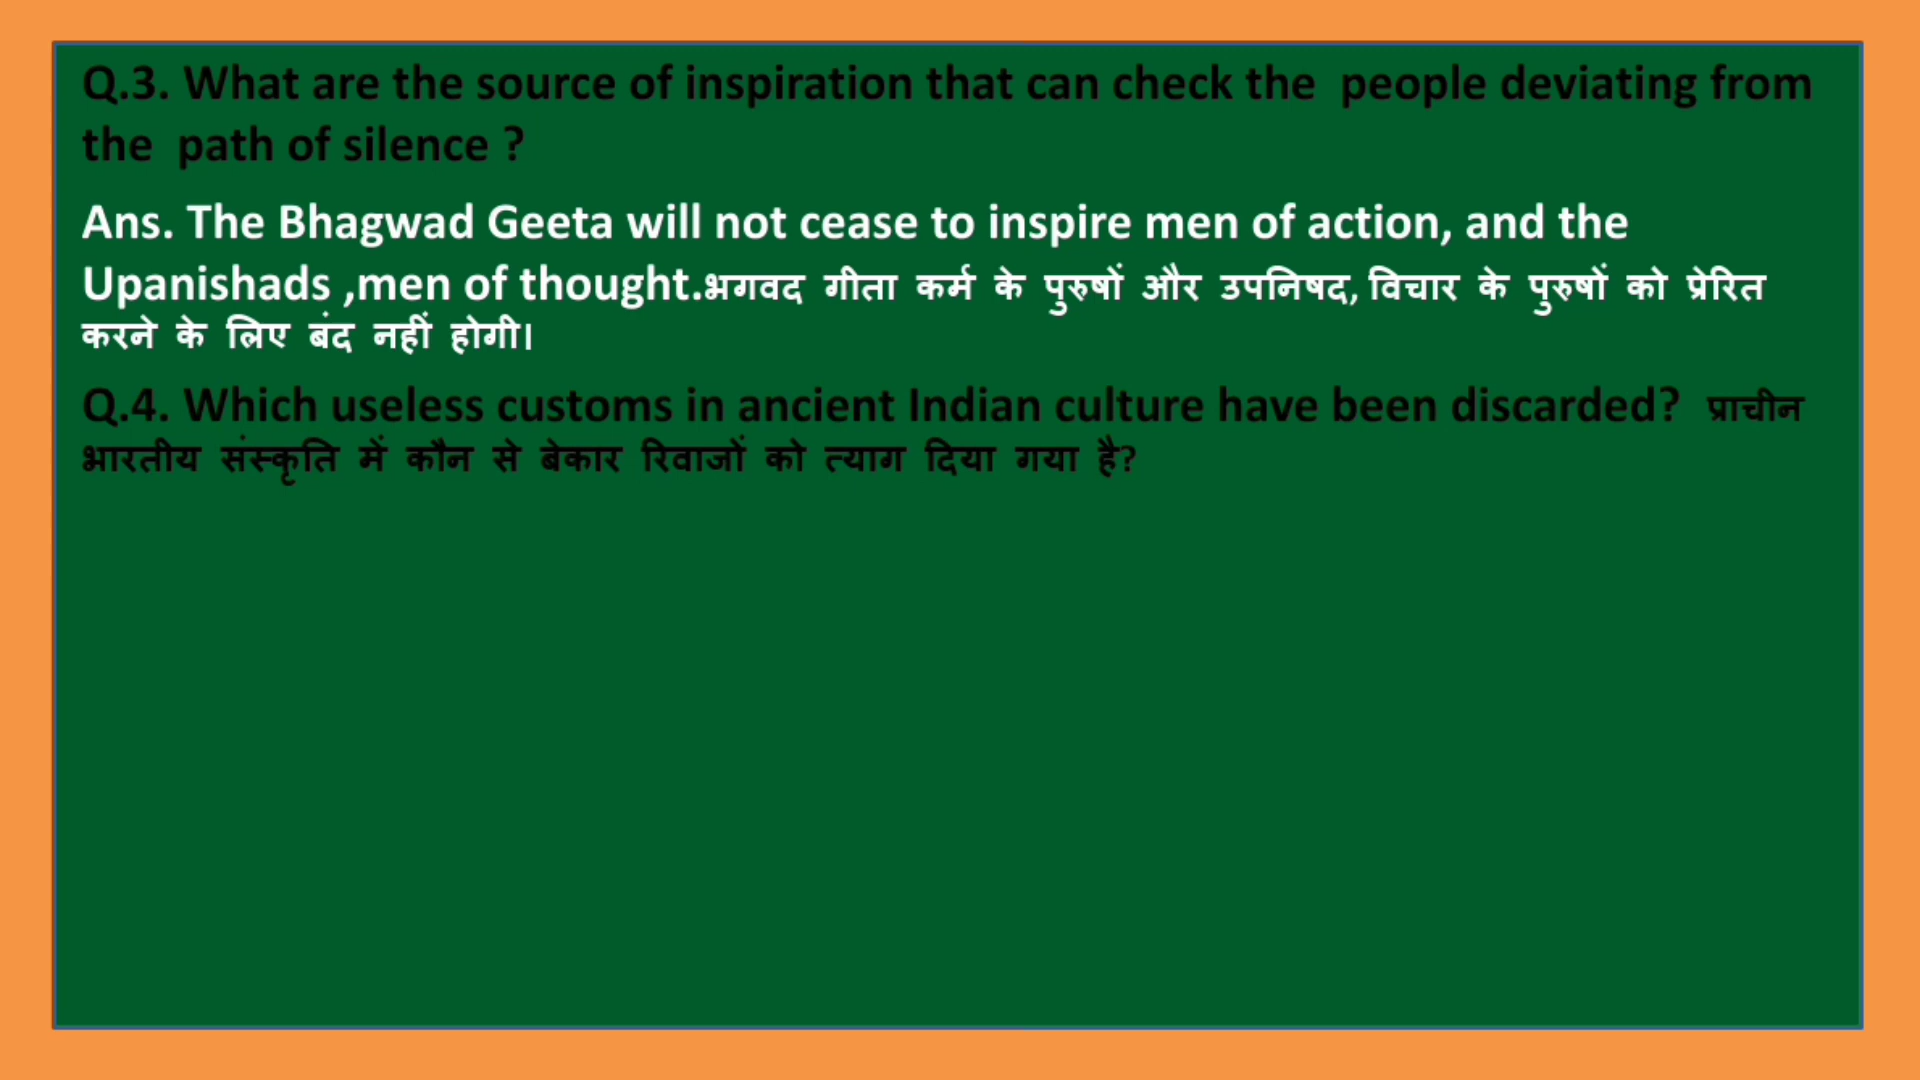 Q.3. What are the source of inspiration that can check the people deviating from
the path of silence ?
Ans. The Bhagwad Geeta will not cease to inspire men of action, and the
Upanishads ,men of thought.भगवद गीता कर्म के पुरुषों और उपनिषद, विचार के पुरुषों को प्रेरित
करने के लिए बंद नहीं होगी।
Q.4. Which useless customs in ancient Indian culture have been discarded? प्राचीन
भारतीय संस्कृति में कौन से बेकार रिवाजों को त्याग दिया गया है?